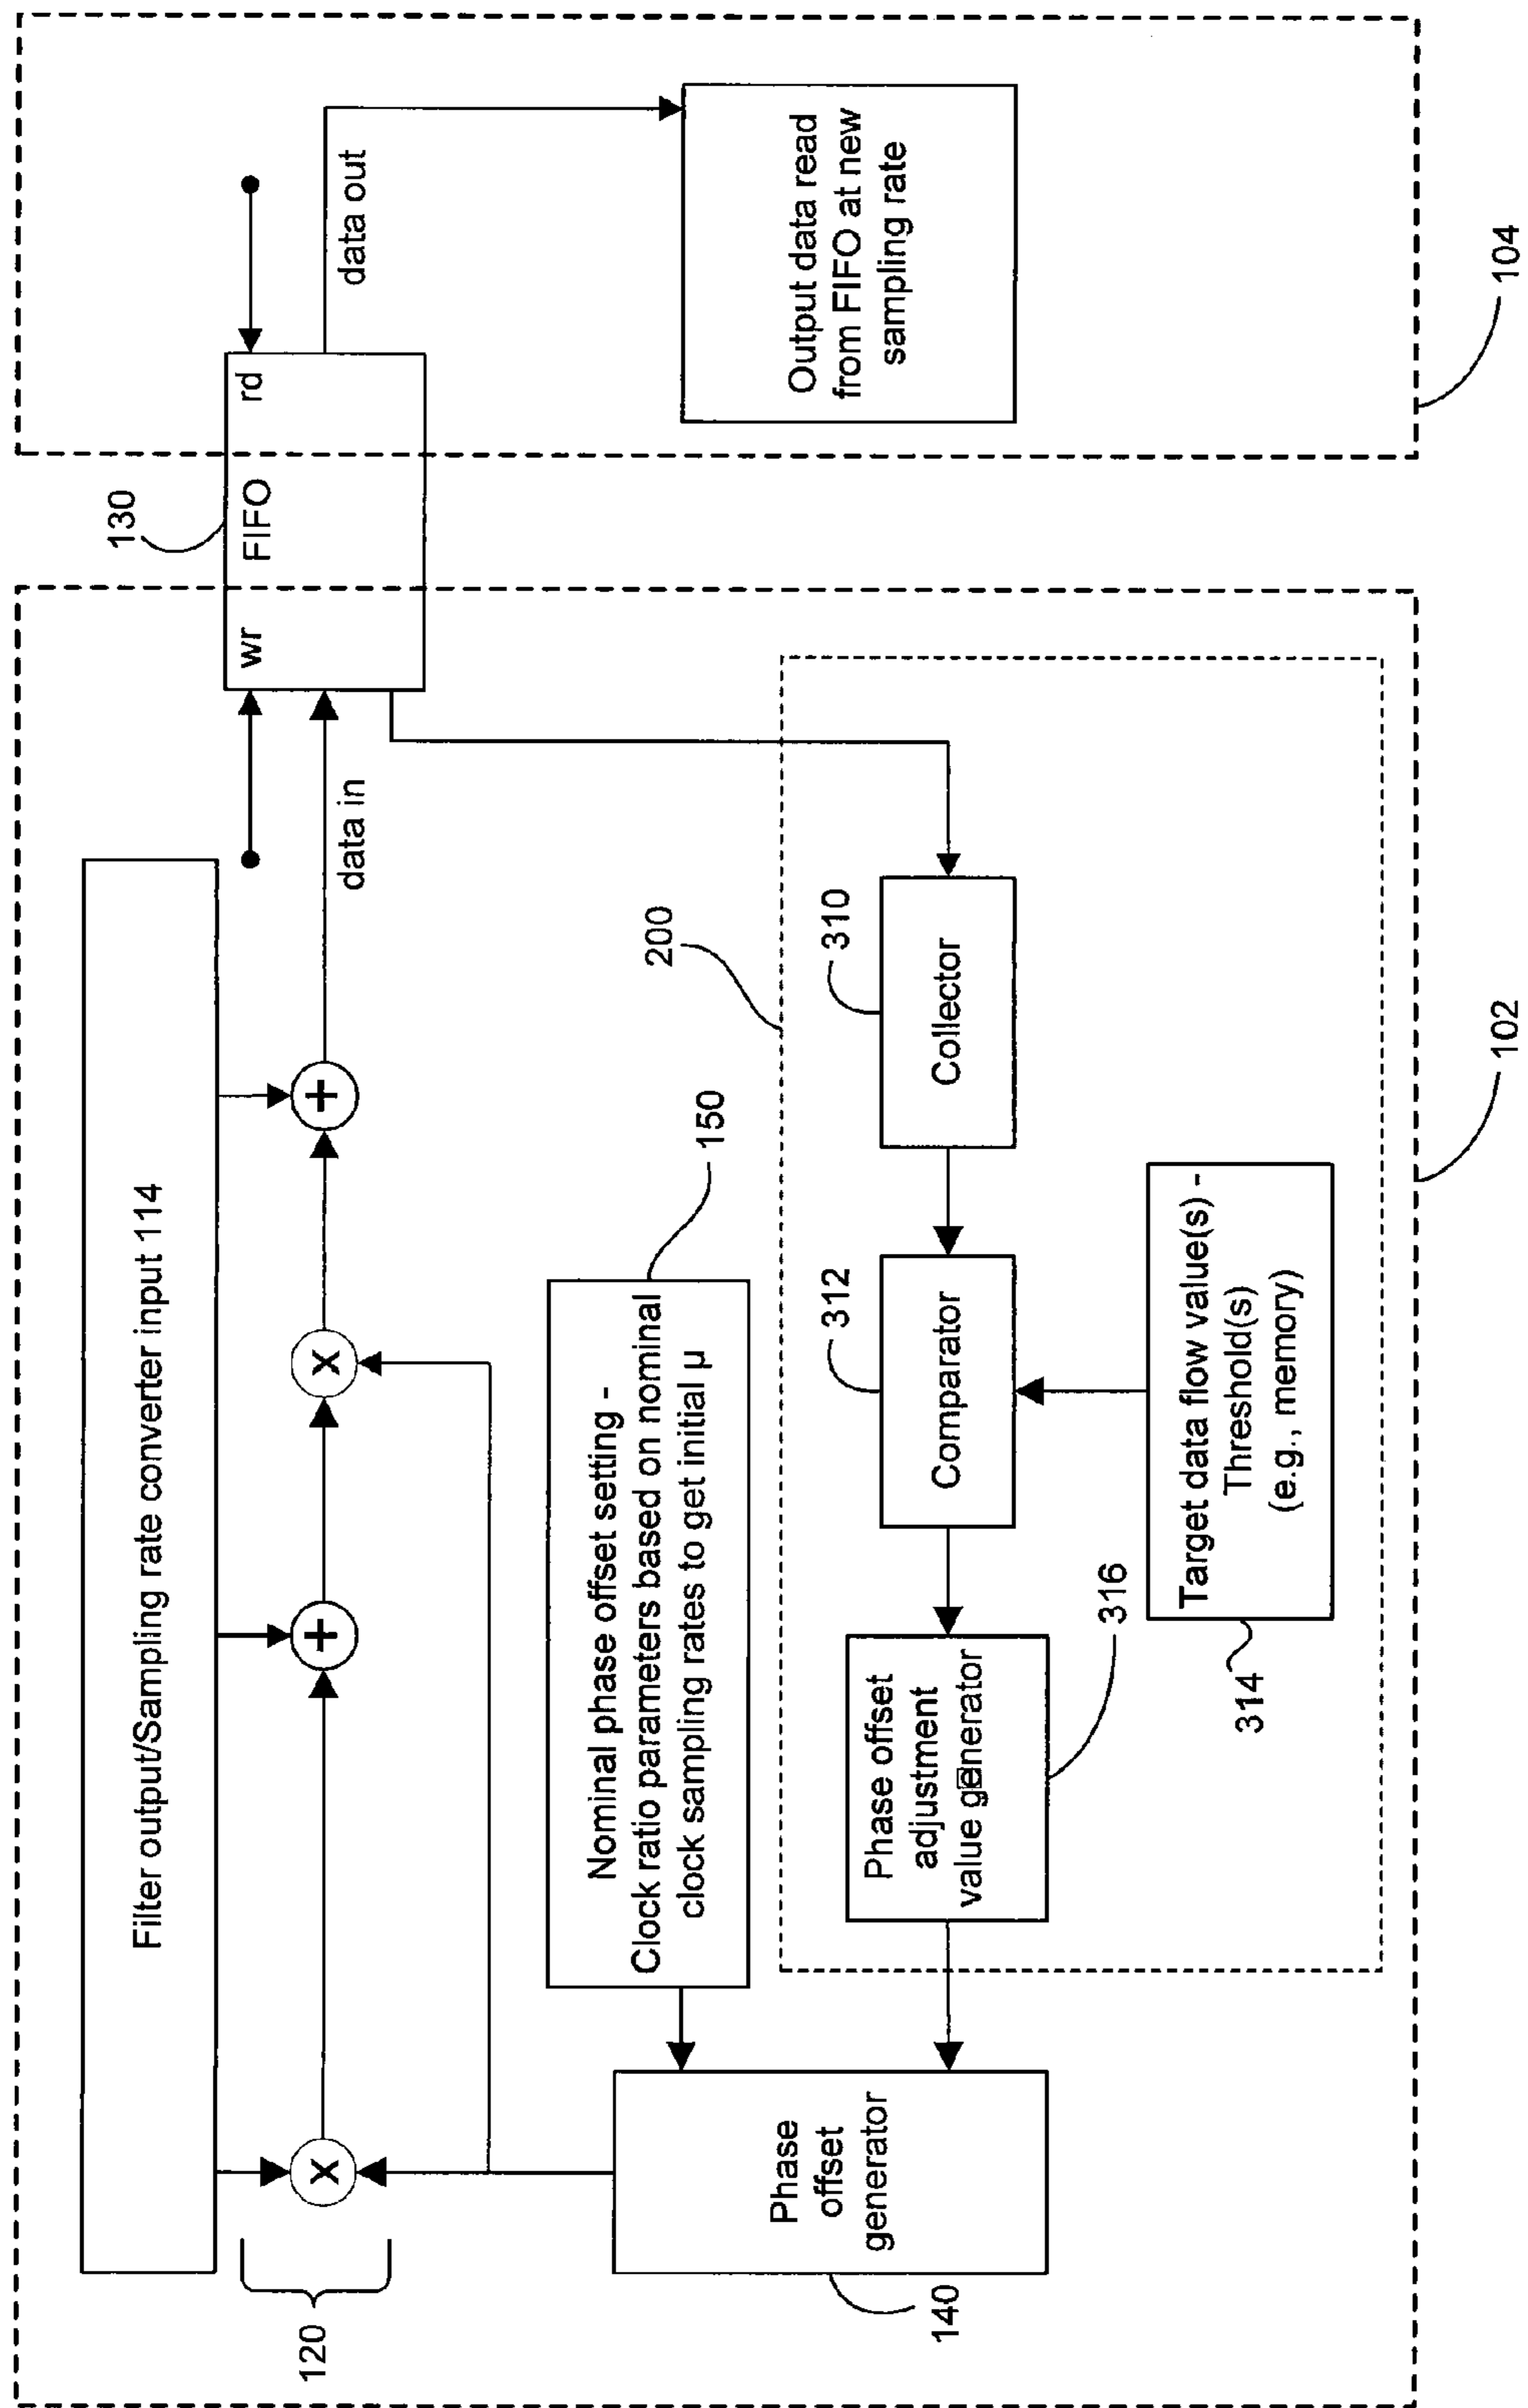 Filter output/Sampling rate converter input 114
120
x
+
x
+
data in
wr
FIFO
rd
130
data out
Output data read
from FIFO at new
sampling rate
Nominal phase offset setting -
Clock ratio parameters based on nominal
clock sampling rates to get initial µ
150
200
Phase
offset
generator
140
Phase offset
adjustment
value generator
316
Comparator
312
Collector
310
Target data flow value(s) -
Threshold(s)
(e.g., memory)
314
102
104